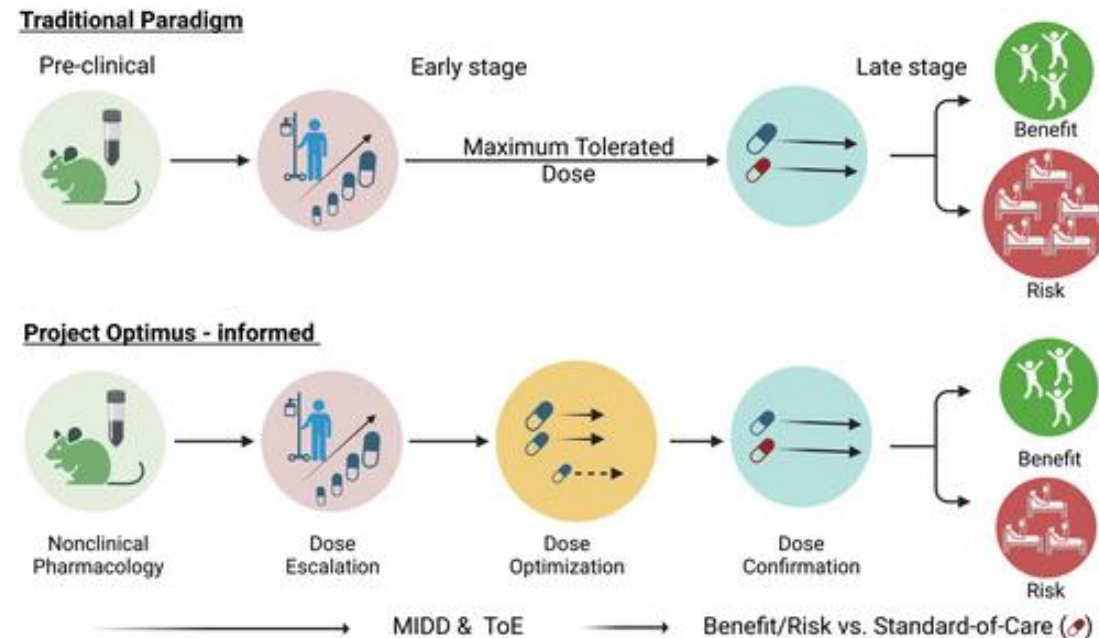 Traditional Paradigm
Pre-clinical
Early stage
Late stage
Maximum Tolerated
Dose
Benefit
Risk
Project Optimus - informed
Nonclinical
Pharmacology
Dose
Escalation
Dose
Optimization
Dose
Confirmation
Benefit
Risk
MIDD & ToE
Benefit/Risk vs. Standard-of-Care ( )